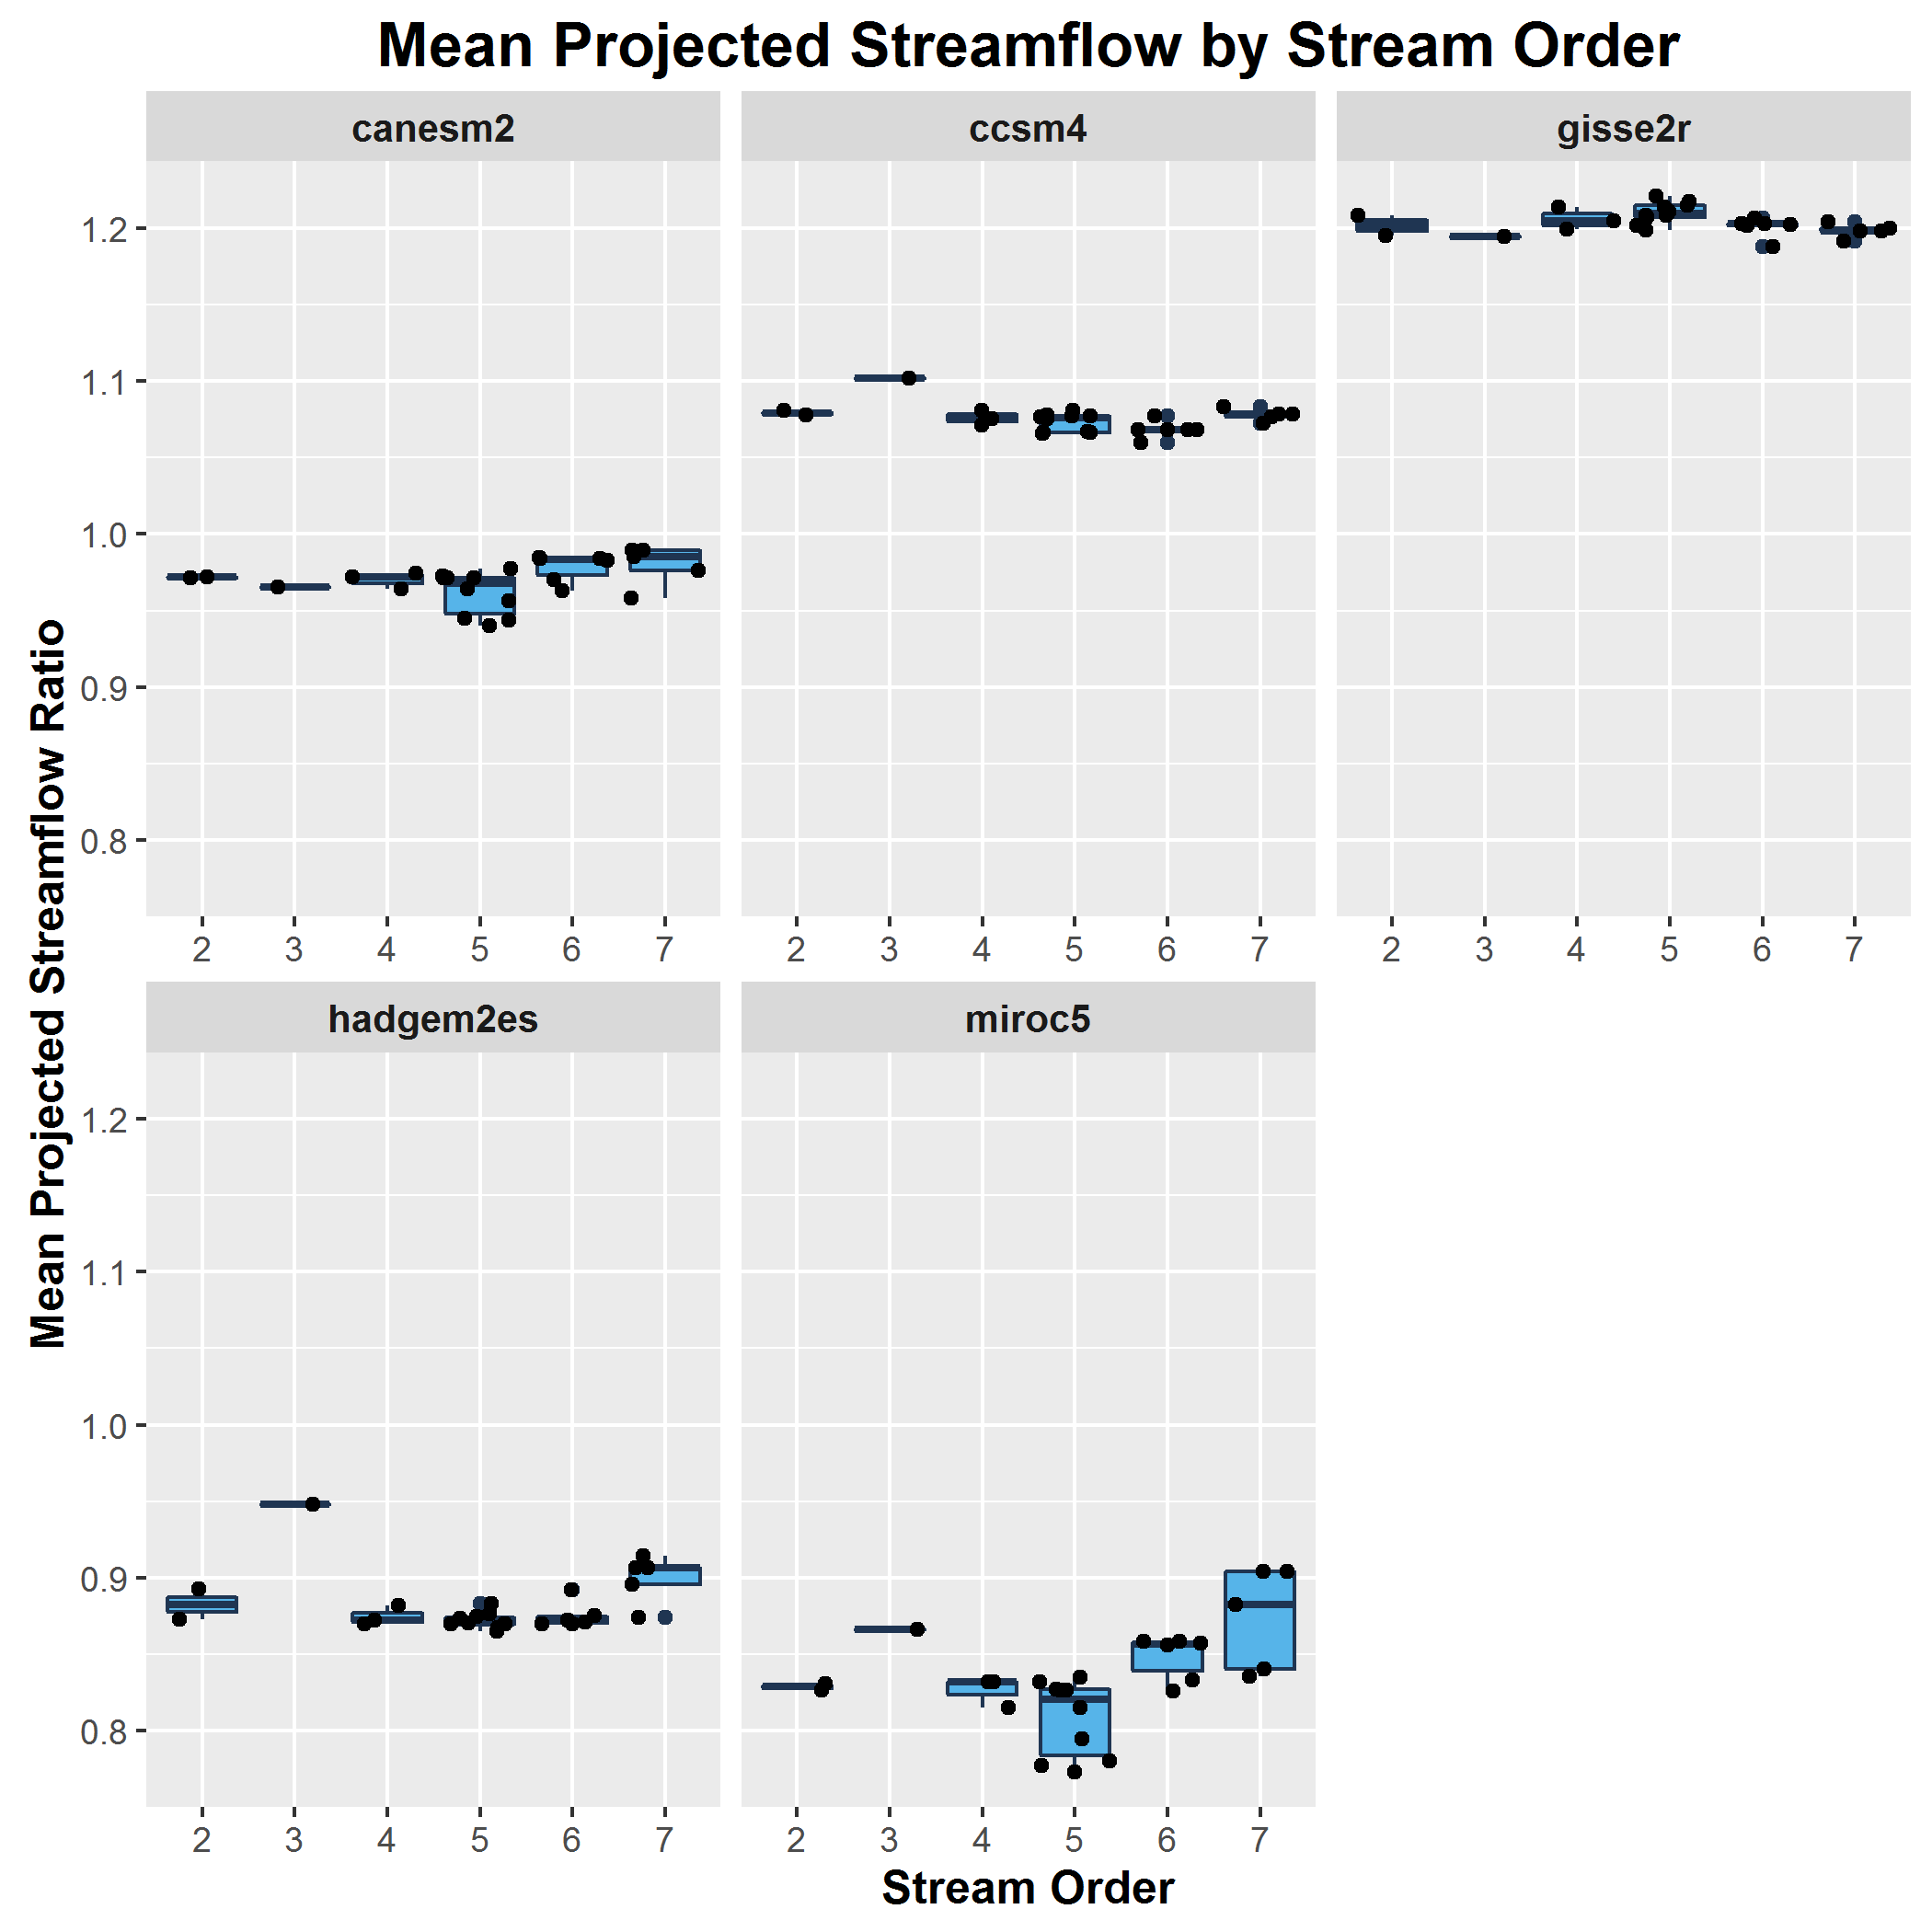 Mean Projected Streamflow by Stream Order
canesm2 ccsm4 gisse2r
1.2
1.1
1.0
0.9
0.8
2 3 4 5 6 7 2 3 4 5 6 7 2 3 4 5 6 7
Mean Projected Streamflow Ratio
hadgem2es miroc5
1.2
1.1
1.0
0.9
0.8
2 3 4 5 6 7 2 3 4 5 6 7
Stream Order